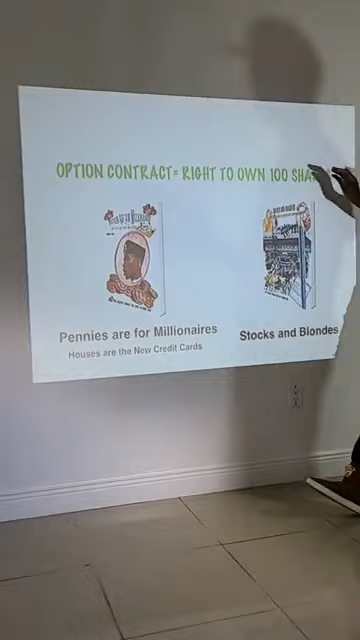 OPTION CONTRACT= RIGHT TO OWN 100 SHA
Pennies are for Millionaires
Houses are the New Credit Cards
Stocks and Blondes